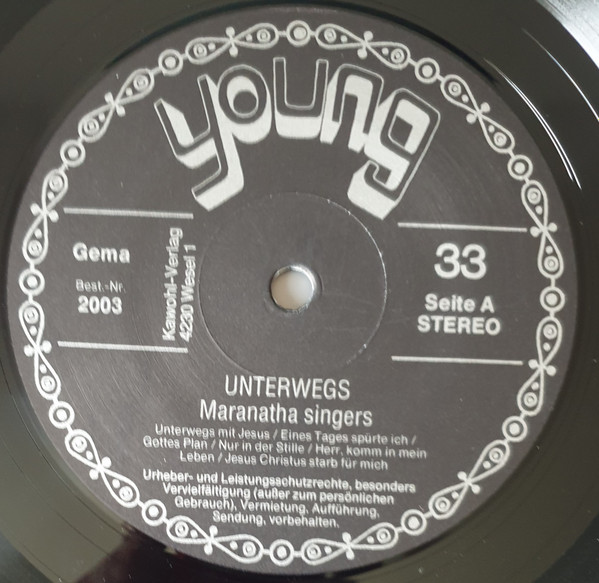 young
Gema
Best.-Nr.
2003
Kawohl-Verlag
4230 Wesel 1
33
Seite A
STEREO
UNTERWEGS
Maranatha singers
Unterwegs mit Jesus / Eines Tages spürte ich /
Gottes Plan / Nur in der Stille / Herr, komm in mein
Leben / Jesus Christus starb für mich
Urheber- und Leistungsschutzrechte, besonders
Vervielfältigung (außer zum persönlichen
Gebrauch), Vermietung, Aufführung,
Sendung, vorbehalten.